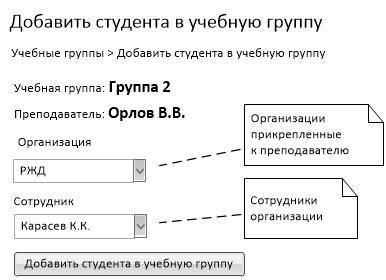 Добавить студента в учебную группу
Учебные группы > Добавить студента в учебную группу
Учебная группа: Группа 2
Преподаватель: Орлов В.В.
Организация
РЖД
Организации
прикрепленные
к преподавателю
Сотрудник
Карасев К.К.
Сотрудники
организации
Добавить студента в учебную группу